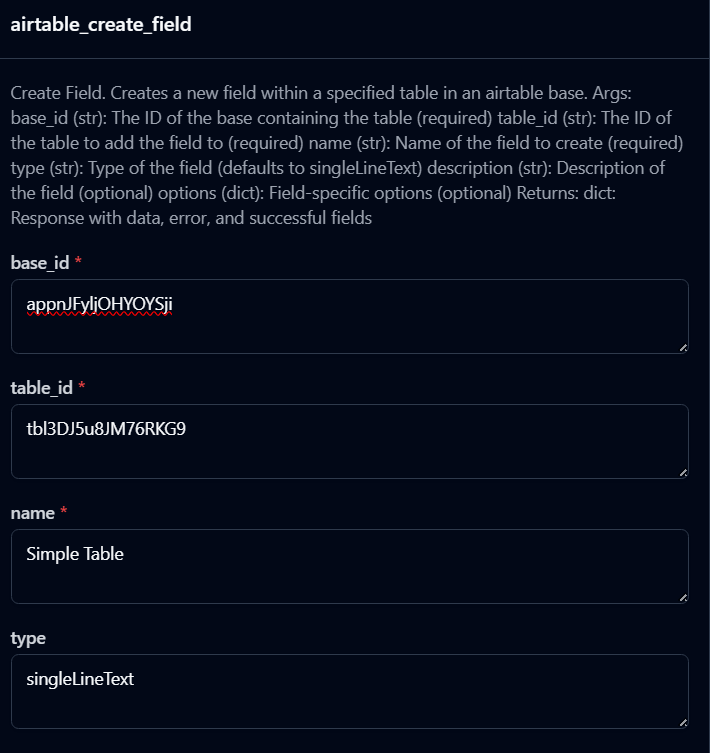 airtable_create_field
Create Field. Creates a new field within a specified table in an airtable base. Args:
base_id (str): The ID of the base containing the table (required) table_id (str): The ID of
the table to add the field to (required) name (str): Name of the field to create (required)
type (str): Type of the field (defaults to singleLineText) description (str): Description of
the field (optional) options (dict): Field-specific options (optional) Returns: dict:
Response with data, error, and successful fields
base_id *
appnJFyljOHYOYSji
table_id *
tbl3DJ5u8JM76RKG9
name *
Simple Table
type
singleLineText